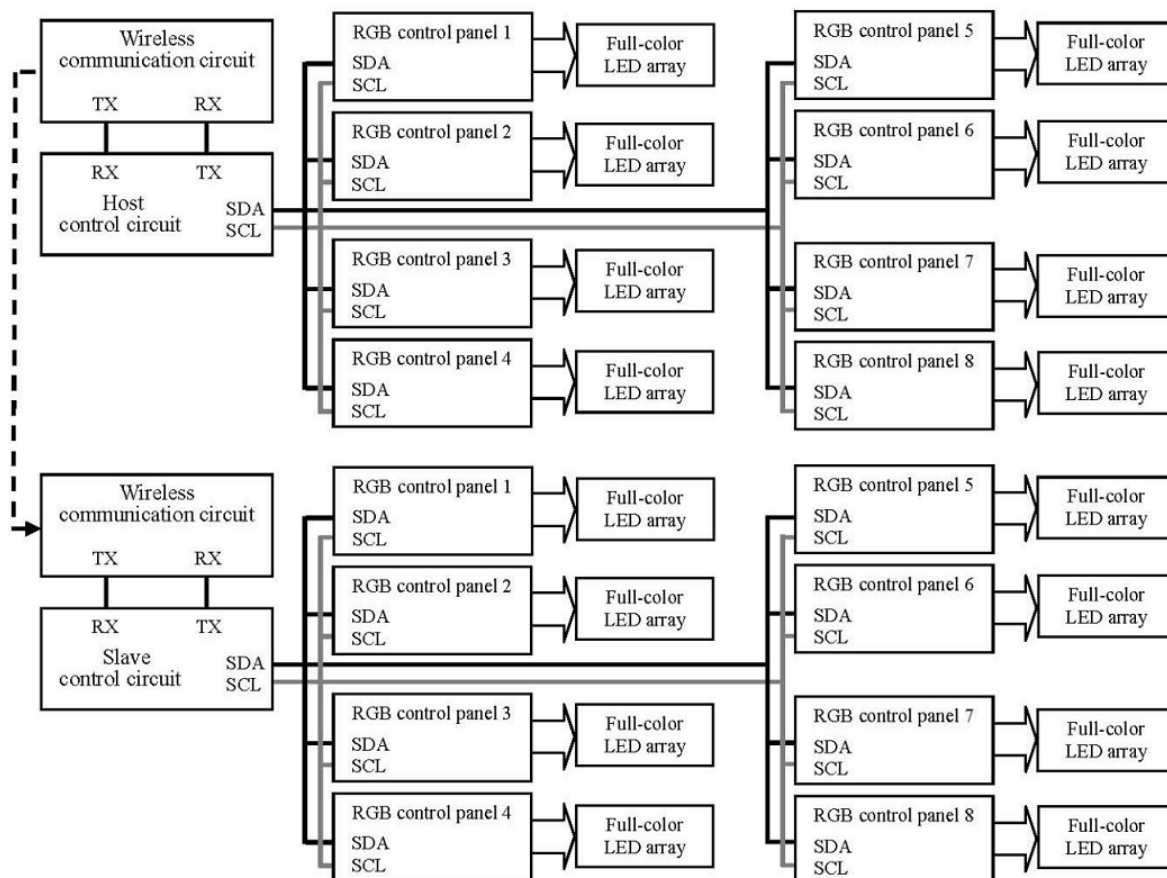 Wireless
communication circuit
TX RX
RX TX
Host
control circuit
SDA
SCL
RGB control panel 1
SDA
SCL
Full-color
LED array
RGB control panel 2
SDA
SCL
Full-color
LED array
RGB control panel 3
SDA
SCL
Full-color
LED array
RGB control panel 4
SDA
SCL
Full-color
LED array
RGB control panel 5
SDA
SCL
Full-color
LED array
RGB control panel 6
SDA
SCL
Full-color
LED array
RGB control panel 7
SDA
SCL
Full-color
LED array
RGB control panel 8
SDA
SCL
Full-color
LED array
Wireless
communication circuit
TX RX
RX TX
Slave
control circuit
SDA
SCL
RGB control panel 1
SDA
SCL
Full-color
LED array
RGB control panel 2
SDA
SCL
Full-color
LED array
RGB control panel 3
SDA
SCL
Full-color
LED array
RGB control panel 4
SDA
SCL
Full-color
LED array
RGB control panel 5
SDA
SCL
Full-color
LED array
RGB control panel 6
SDA
SCL
Full-color
LED array
RGB control panel 7
SDA
SCL
Full-color
LED array
RGB control panel 8
SDA
SCL
Full-color
LED array